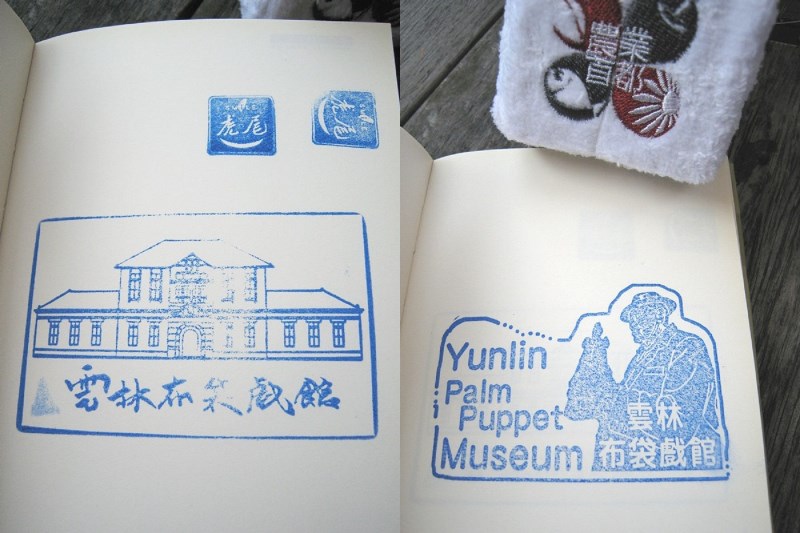 虎尾
虎尾
雲林布袋戲館
農業
首都
Yunlin
Palm
Puppet
Museum
雲林
布袋戲館